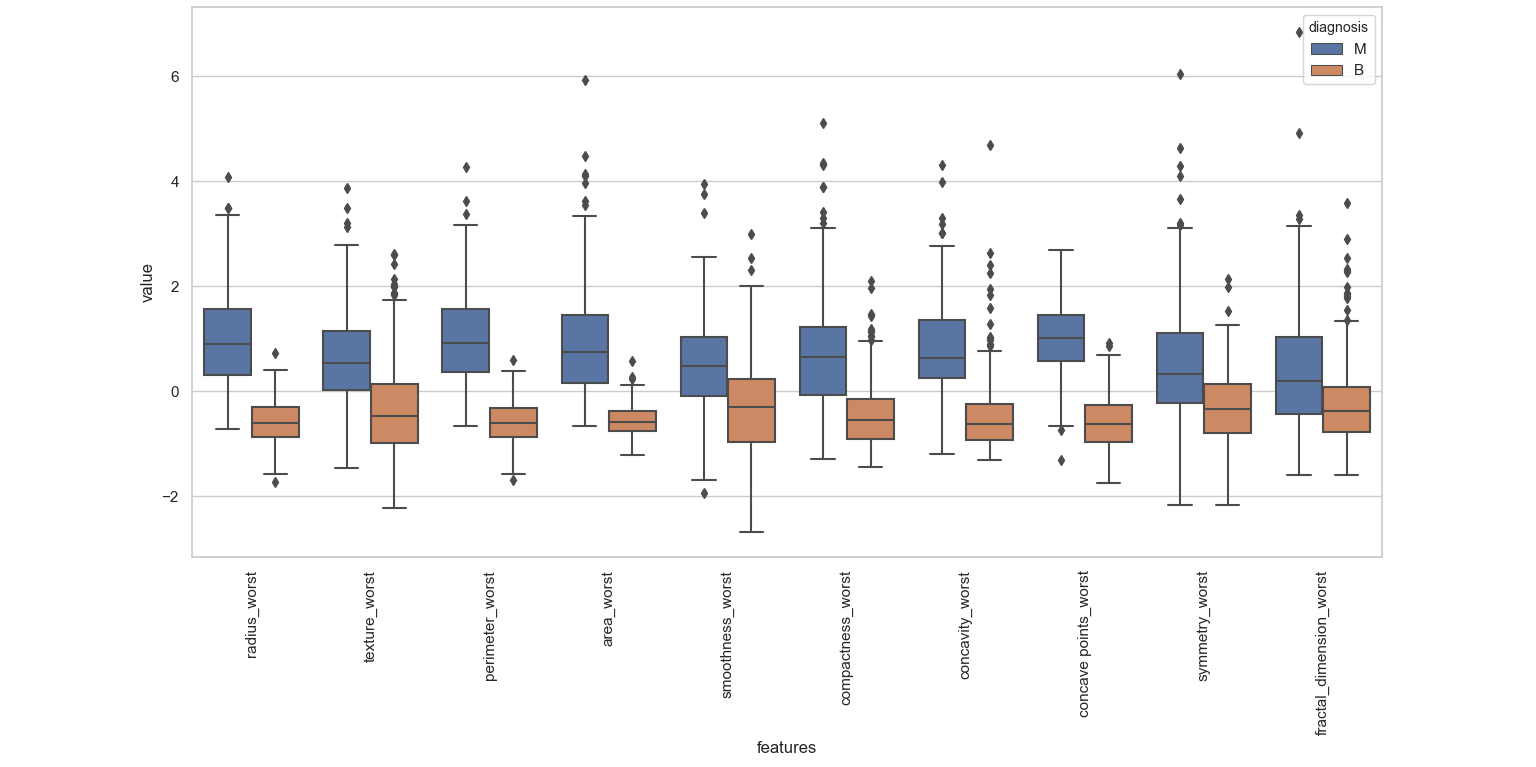 diagnosis
M
B
value
6
4
2
0
−2
radius_worst
texture_worst
perimeter_worst
area_worst
smoothness_worst
compactness_worst
concavity_worst
concave points_worst
symmetry_worst
fractal_dimension_worst
features